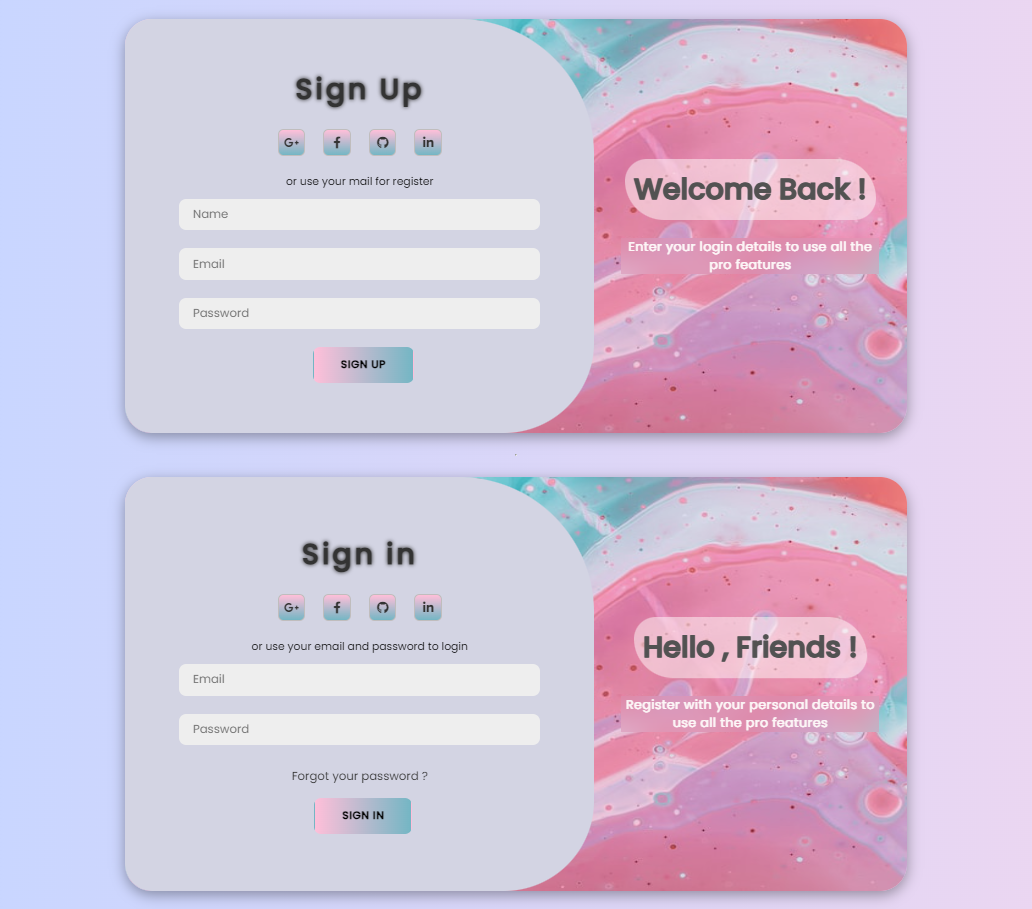 Sign Up
G+ f in
or use your mail for register
Name
Email
Password
SIGN UP
Welcome Back !
Enter your login details to use all the
pro features
.
Sign in
G+ f in
or use your email and password to login
Email
Password
Forgot your password ?
SIGN IN
Hello , Friends !
Register with your personal details to
use all the pro features